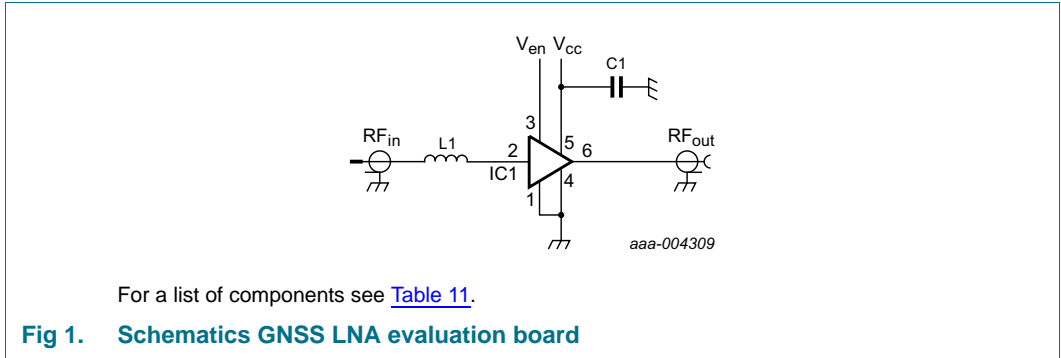 Ven Vcc
C1
3
RFin
L1
2
5
6
RFout
IC1
4
1
aaa-004309
For a list of components see Table 11.
Fig 1. Schematics GNSS LNA evaluation board